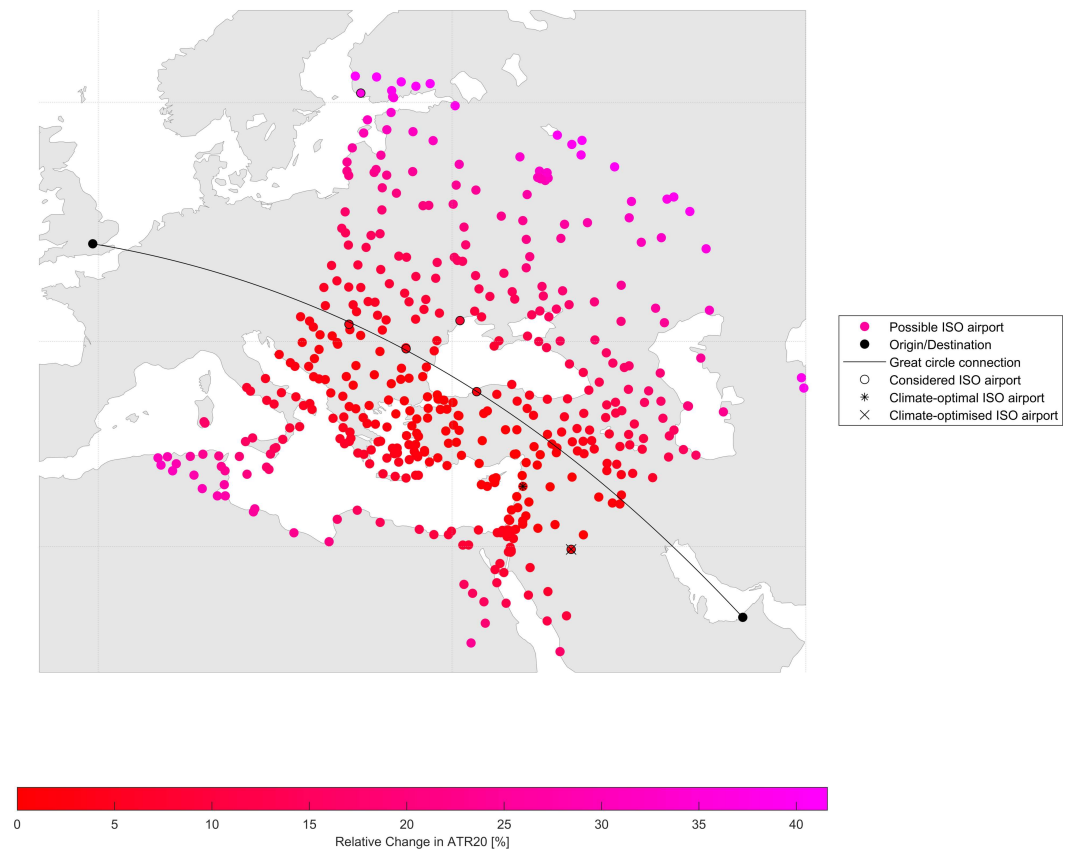 Possible ISO airport
Origin/Destination
Great circle connection
Considered ISO airport
Climate-optimal ISO airport
Climate-optimised ISO airport
0 5 10 15 20 25 30 35 40
Relative Change in ATR20 [%]